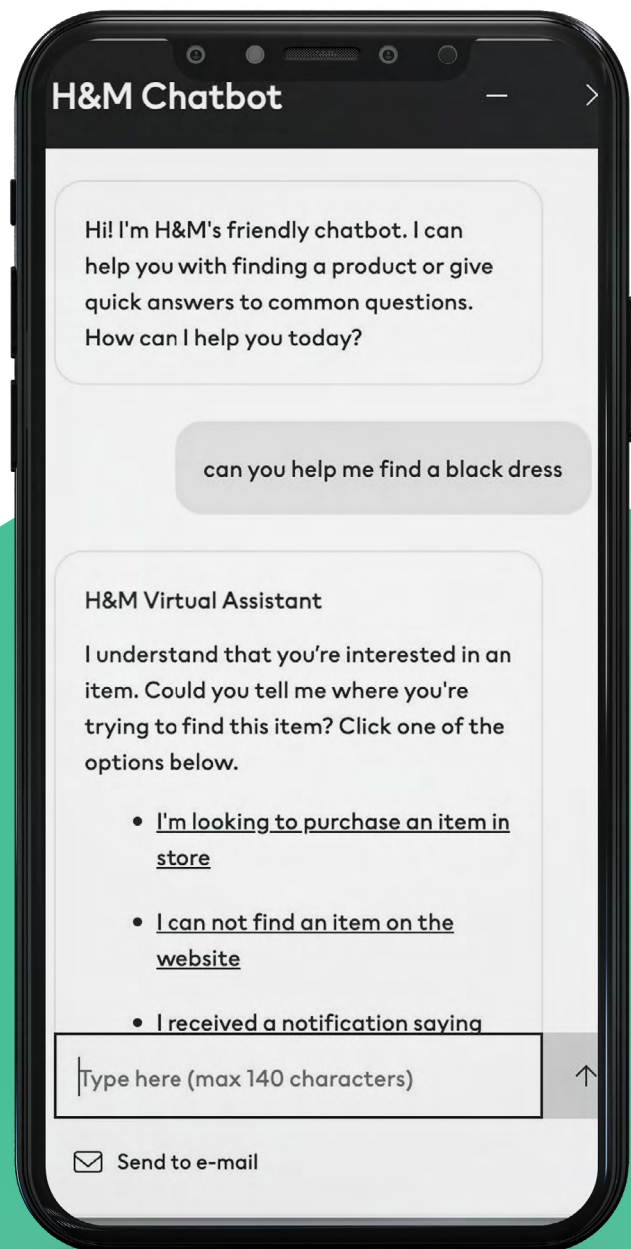 H&M Chatbot
Hi! I'm H&M's friendly chatbot. I can
help you with finding a product or give
quick answers to common questions.
How can I help you today?
can you help me find a black dress
H&M Virtual Assistant
I understand that you’re interested in an
item. Could you tell me where you're
trying to find this item? Click one of the
options below.
• I'm looking to purchase an item in
store
• I can not find an item on the
website
• I received a notification saying
Type here (max 140 characters)
Send to e-mail